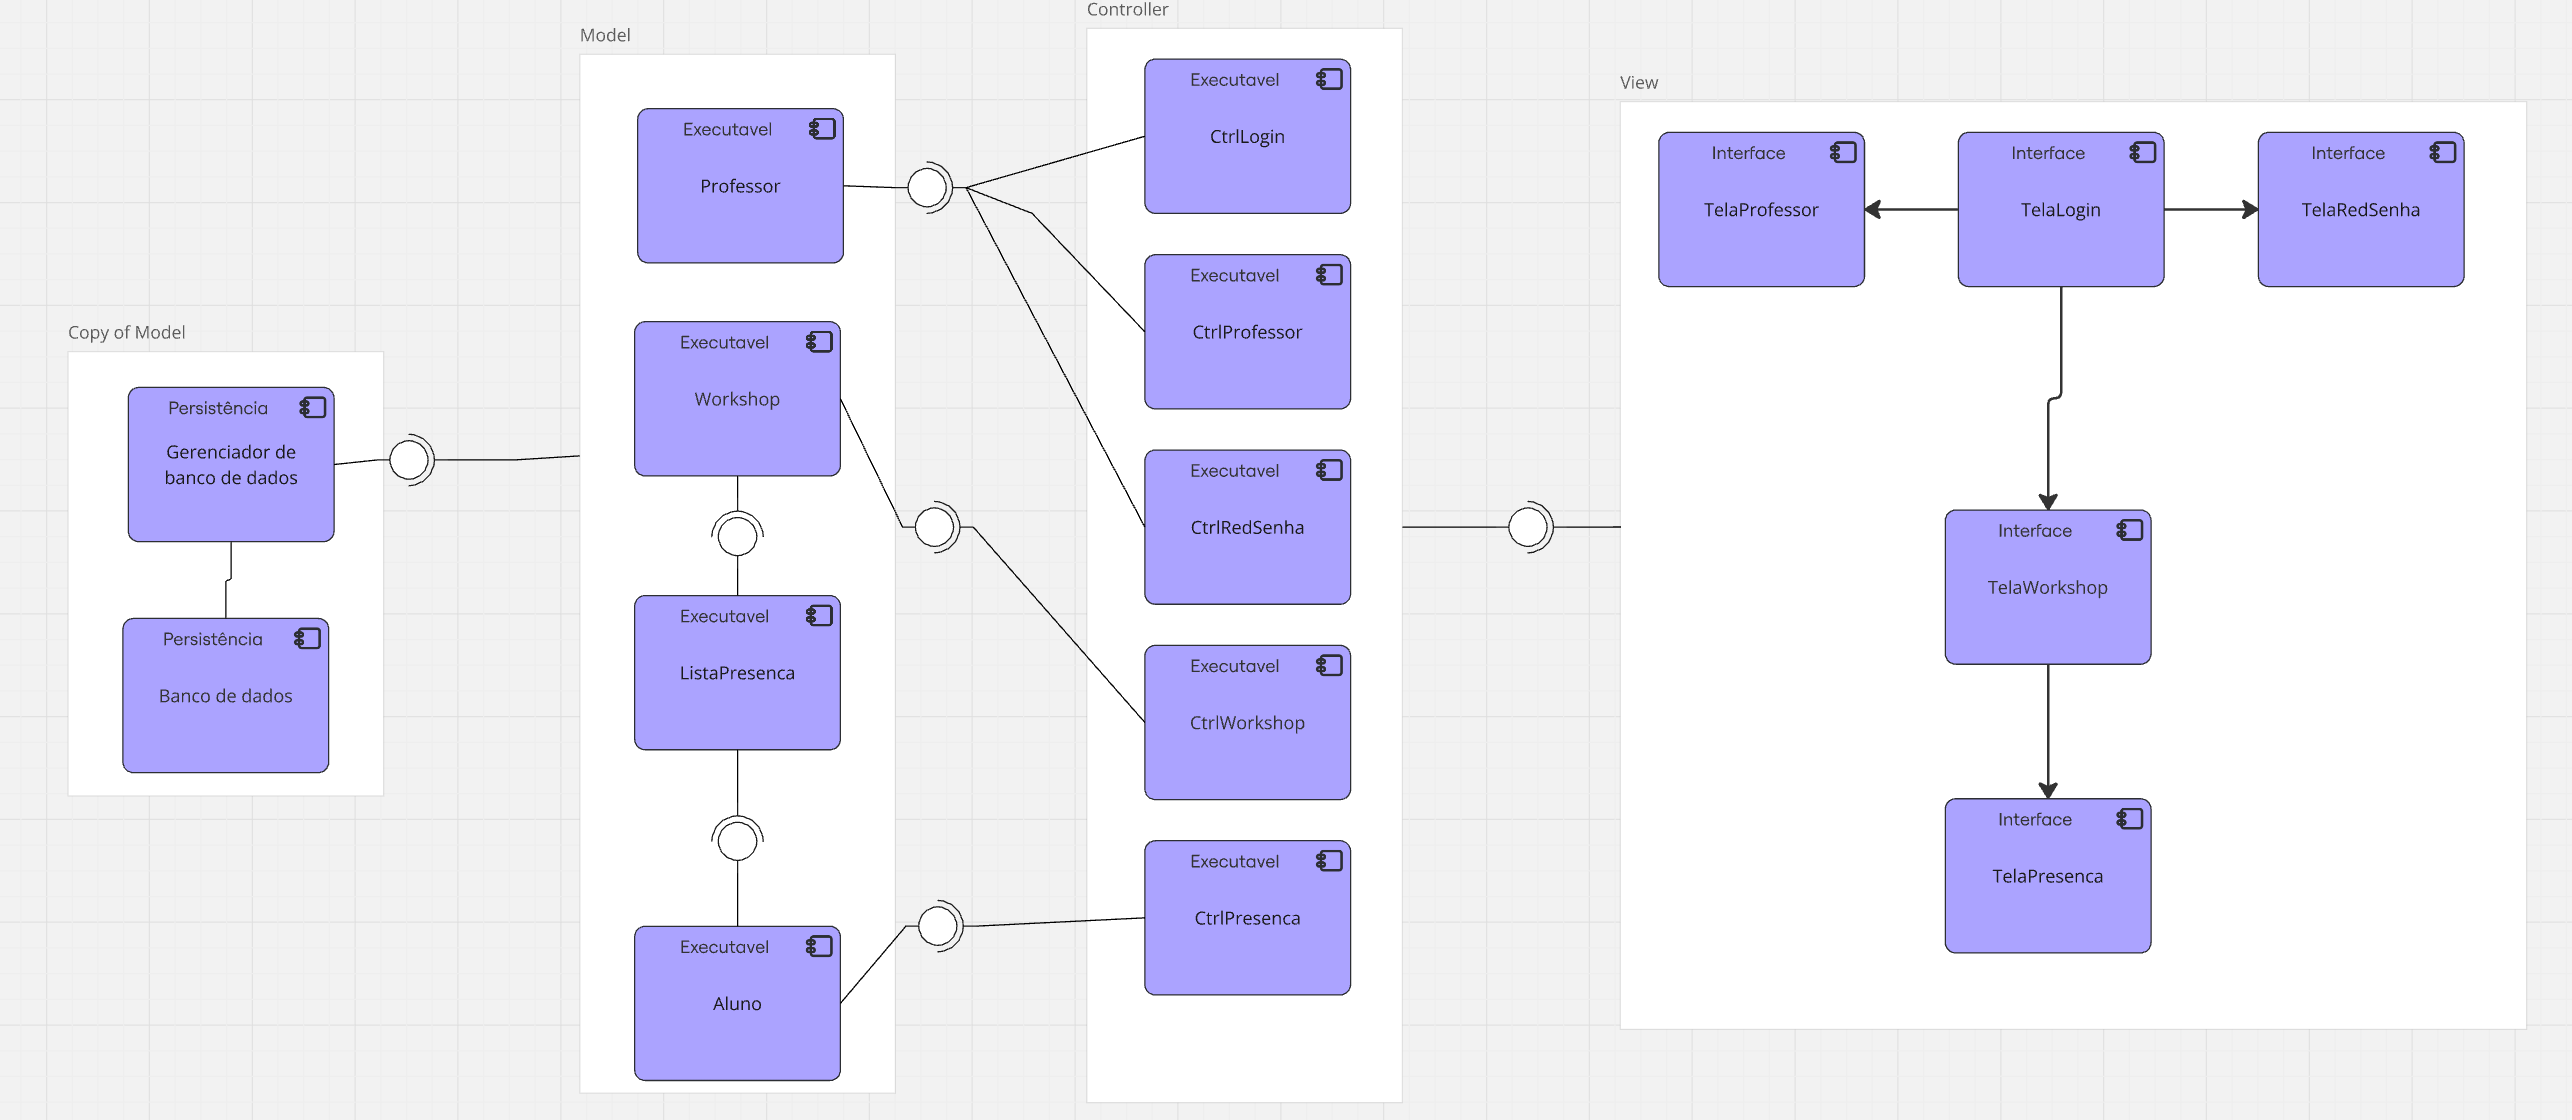 Copy of Model
Persistência
Gerenciador de
banco de dados
Persistência
Banco de dados
Model
Executavel
Professor
Executavel
Workshop
Executavel
ListaPresenca
Executavel
Aluno
Controller
Executavel
CtrlLogin
Executavel
CtrlProfessor
Executavel
CtrlRedSenha
Executavel
CtrlWorkshop
Executavel
CtrlPresenca
View
Interface
TelaProfessor
Interface
TelaLogin
Interface
TelaRedSenha
Interface
TelaWorkshop
Interface
TelaPresenca